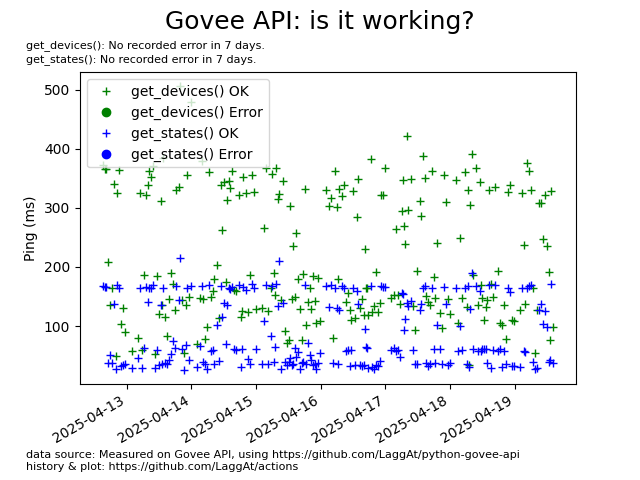 Govee API: is it working?
get_devices(): No recorded error in 7 days.
get_states(): No recorded error in 7 days.
get_devices() OK
get_devices() Error
get_states() OK
get_states() Error
Ping (ms)
500
400
300
200
100
2025-04-13
2025-04-14
2025-04-15
2025-04-16
2025-04-17
2025-04-18
2025-04-19
data source: Measured on Govee API, using https://github.com/LaggAt/python-govee-api
history & plot: https://github.com/LaggAt/actions